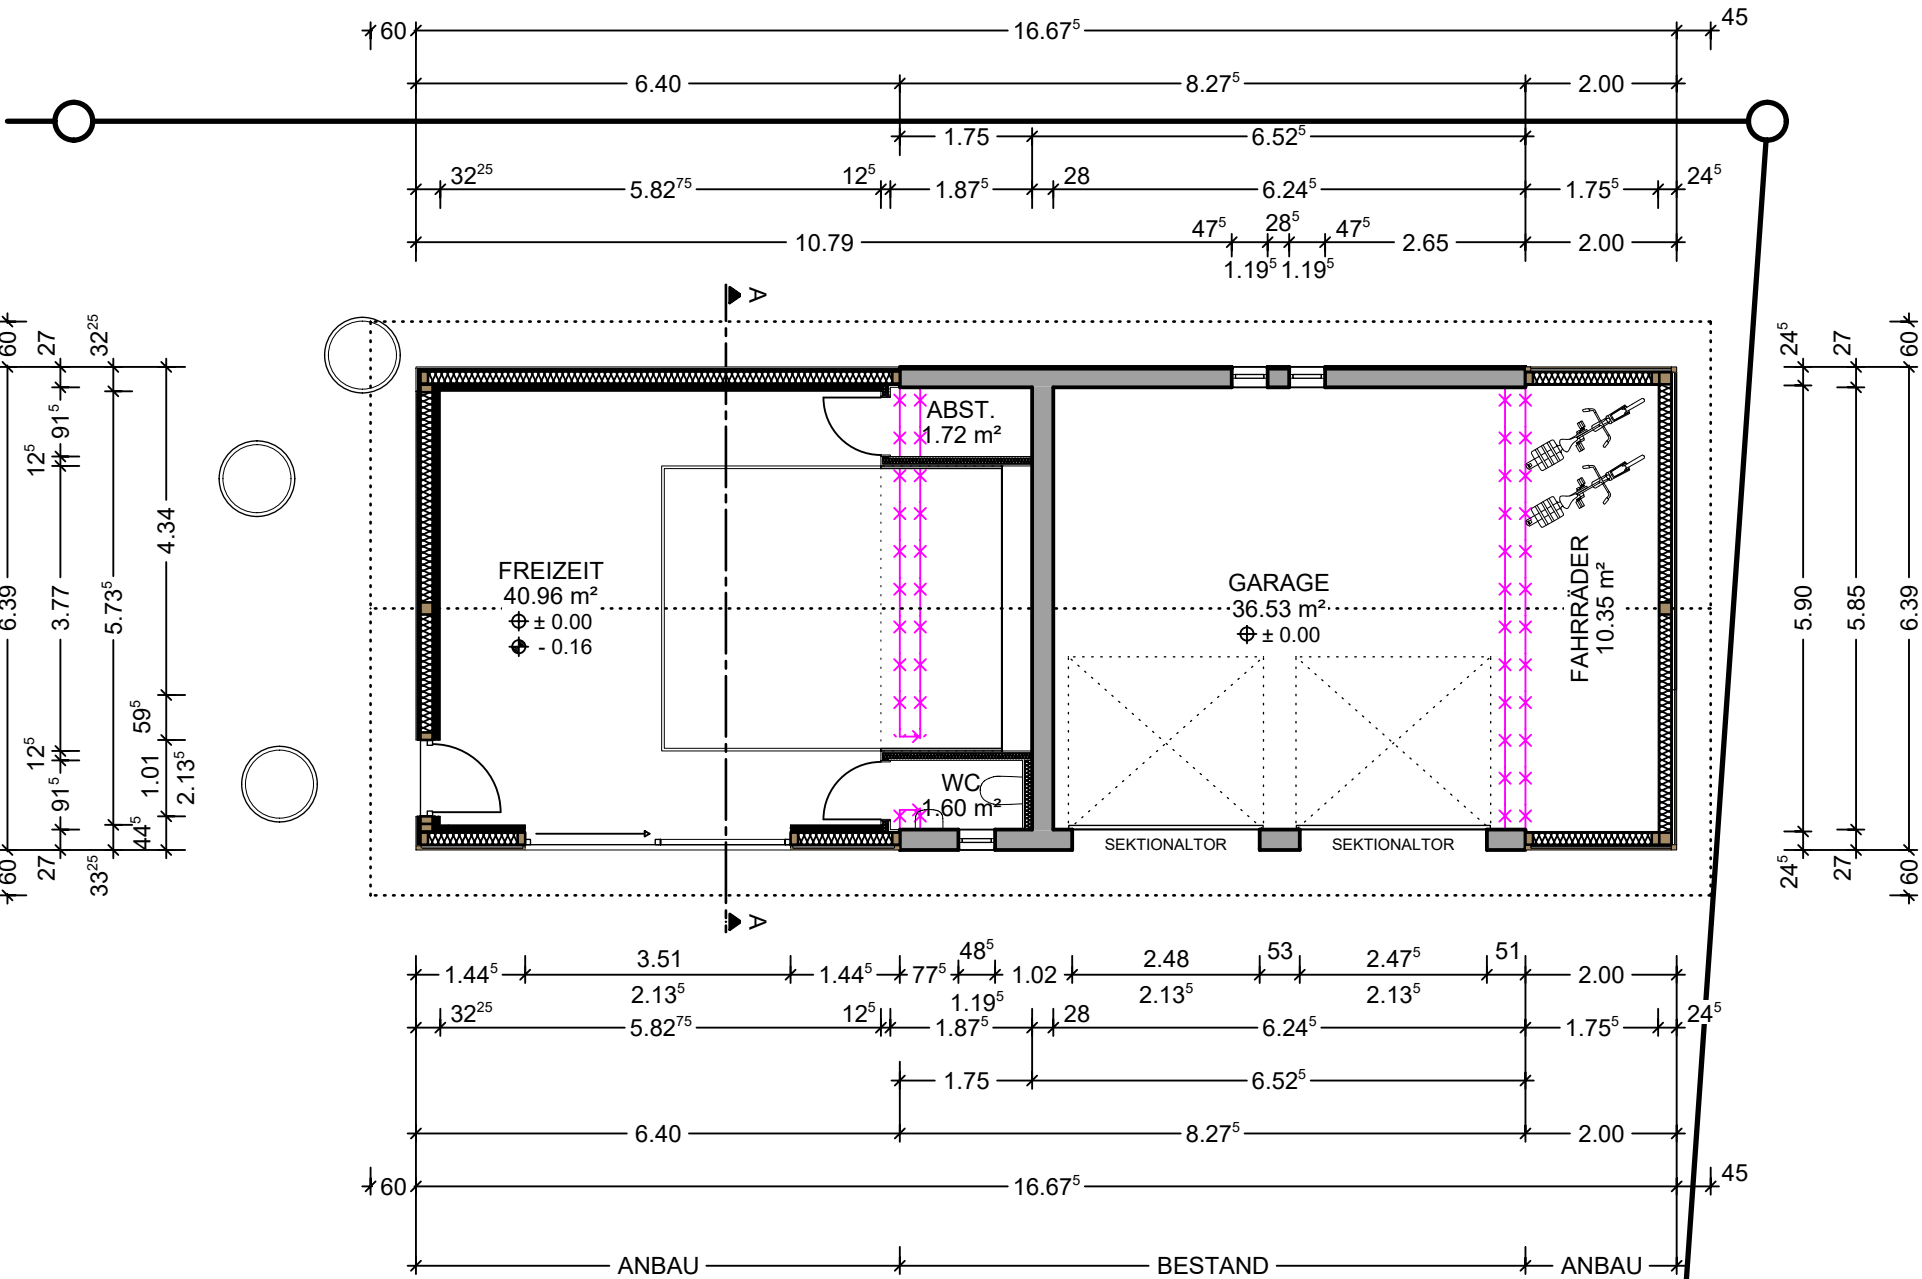 60 16.67⁵ 45
6.40 8.27⁵ 2.00
1.75 6.52⁵
32²⁵ 5.82⁷⁵ 12⁵ 1.87⁵ 28 6.24⁵ 1.75⁵ 24⁵
10.79 47⁵ 28⁵ 47⁵ 2.65 2.00
1.19⁵ 1.19⁵
A
60 6.39 60
27 91⁵ 12⁵ 3.77 12⁵ 91⁵ 27
32²⁵ 5.73⁵ 33²⁵
4.34 59⁵ 1.01 2.13⁵ 44⁵
ABST.
1.72 m²
FREIZEIT
40.96 m²
± 0.00
- 0.16
GARAGE
36.53 m²
± 0.00
FAHRRÄDER
10.35 m²
WC
1.60 m²
SEKTIONALTOR SEKTIONALTOR
24⁵ 5.90 24⁵
27 5.85 27
60 6.39 60
A
1.44⁵ 3.51 1.44⁵ 77⁵ 48⁵ 1.02 2.48 53 2.47⁵ 51 2.00
2.13⁵ 1.19⁵ 2.13⁵ 2.13⁵
32²⁵ 5.82⁷⁵ 12⁵ 1.87⁵ 28 6.24⁵ 1.75⁵ 24⁵
1.75 6.52⁵
6.40 8.27⁵ 2.00
60 16.67⁵ 45
ANBAU BESTAND ANBAU